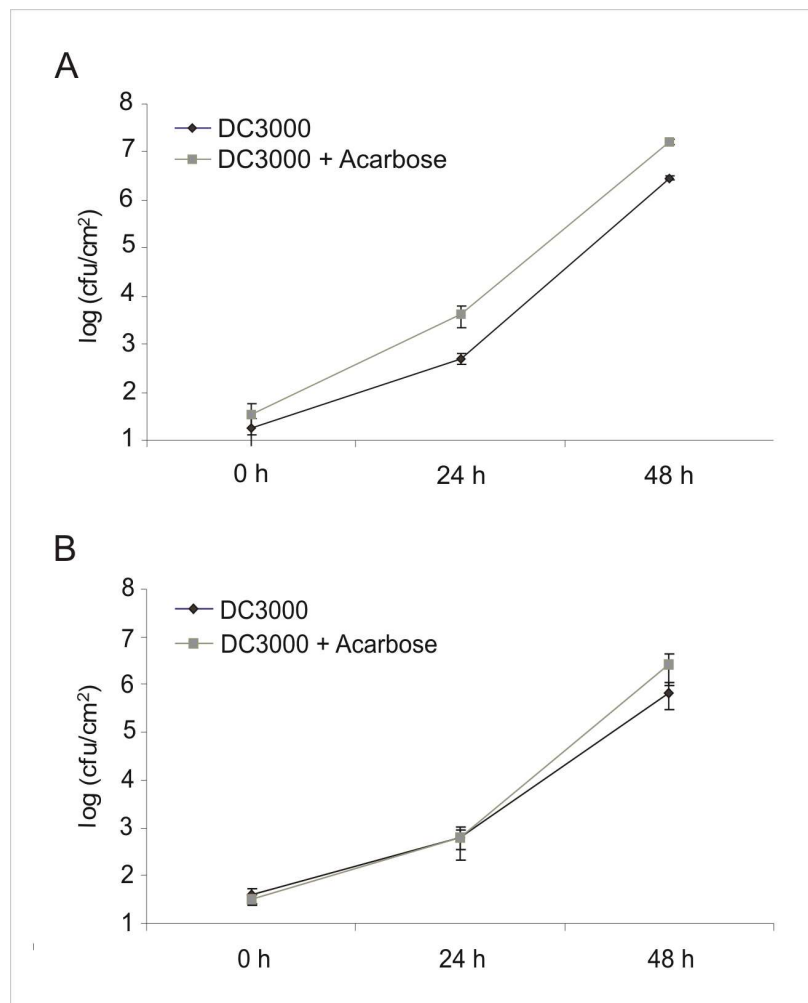 A
8
7
6
5
4
3
2
1
log (cfu/cm²)
DC3000
DC3000 + Acarbose
0 h 24 h 48 h
B
8
7
6
5
4
3
2
1
log (cfu/cm²)
DC3000
DC3000 + Acarbose
0 h 24 h 48 h